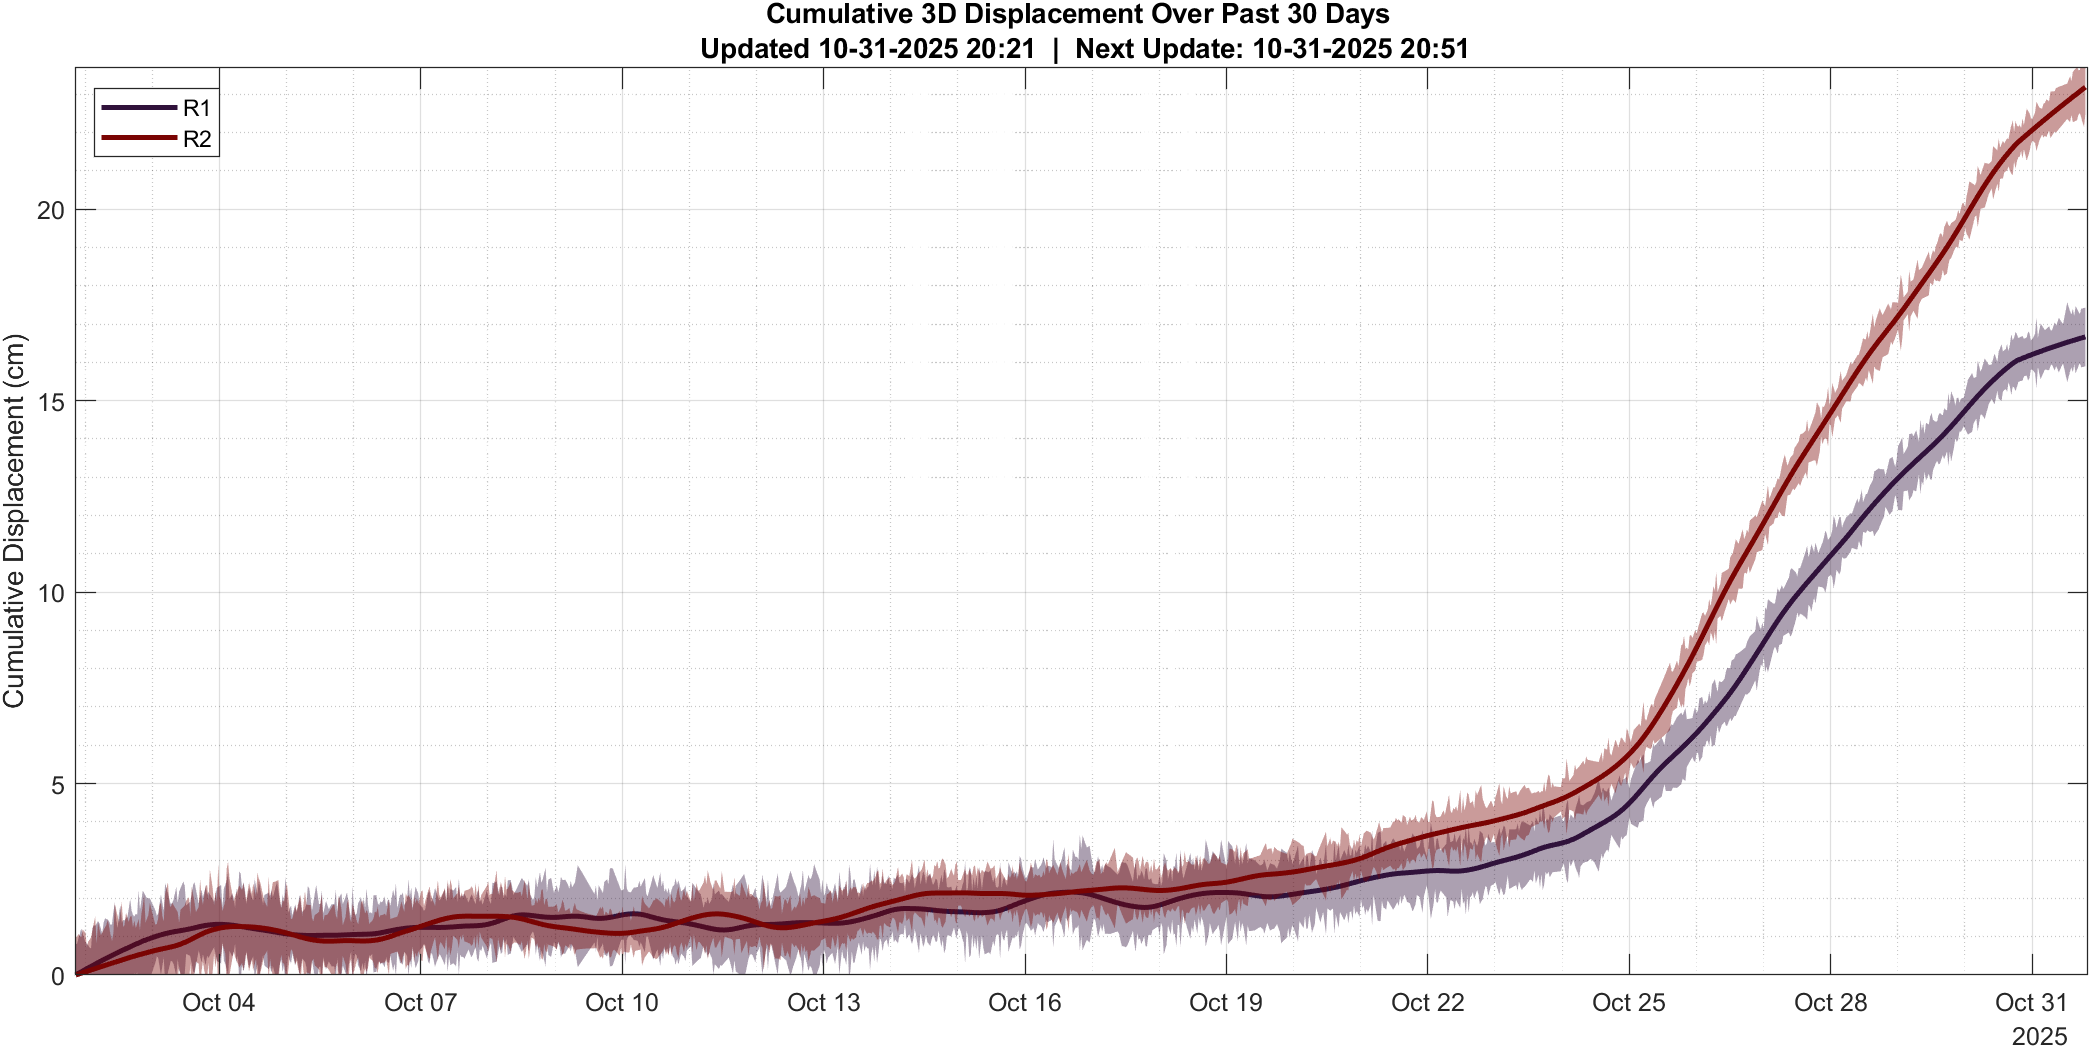 Cumulative 3D Displacement Over Past 30 Days
Updated 10-31-2025 20:21 | Next Update: 10-31-2025 20:51
R1
R2
Cumulative Displacement (cm)
20
15
10
5
0
Oct 04
Oct 07
Oct 10
Oct 13
Oct 16
Oct 19
Oct 22
Oct 25
Oct 28
Oct 31
2025